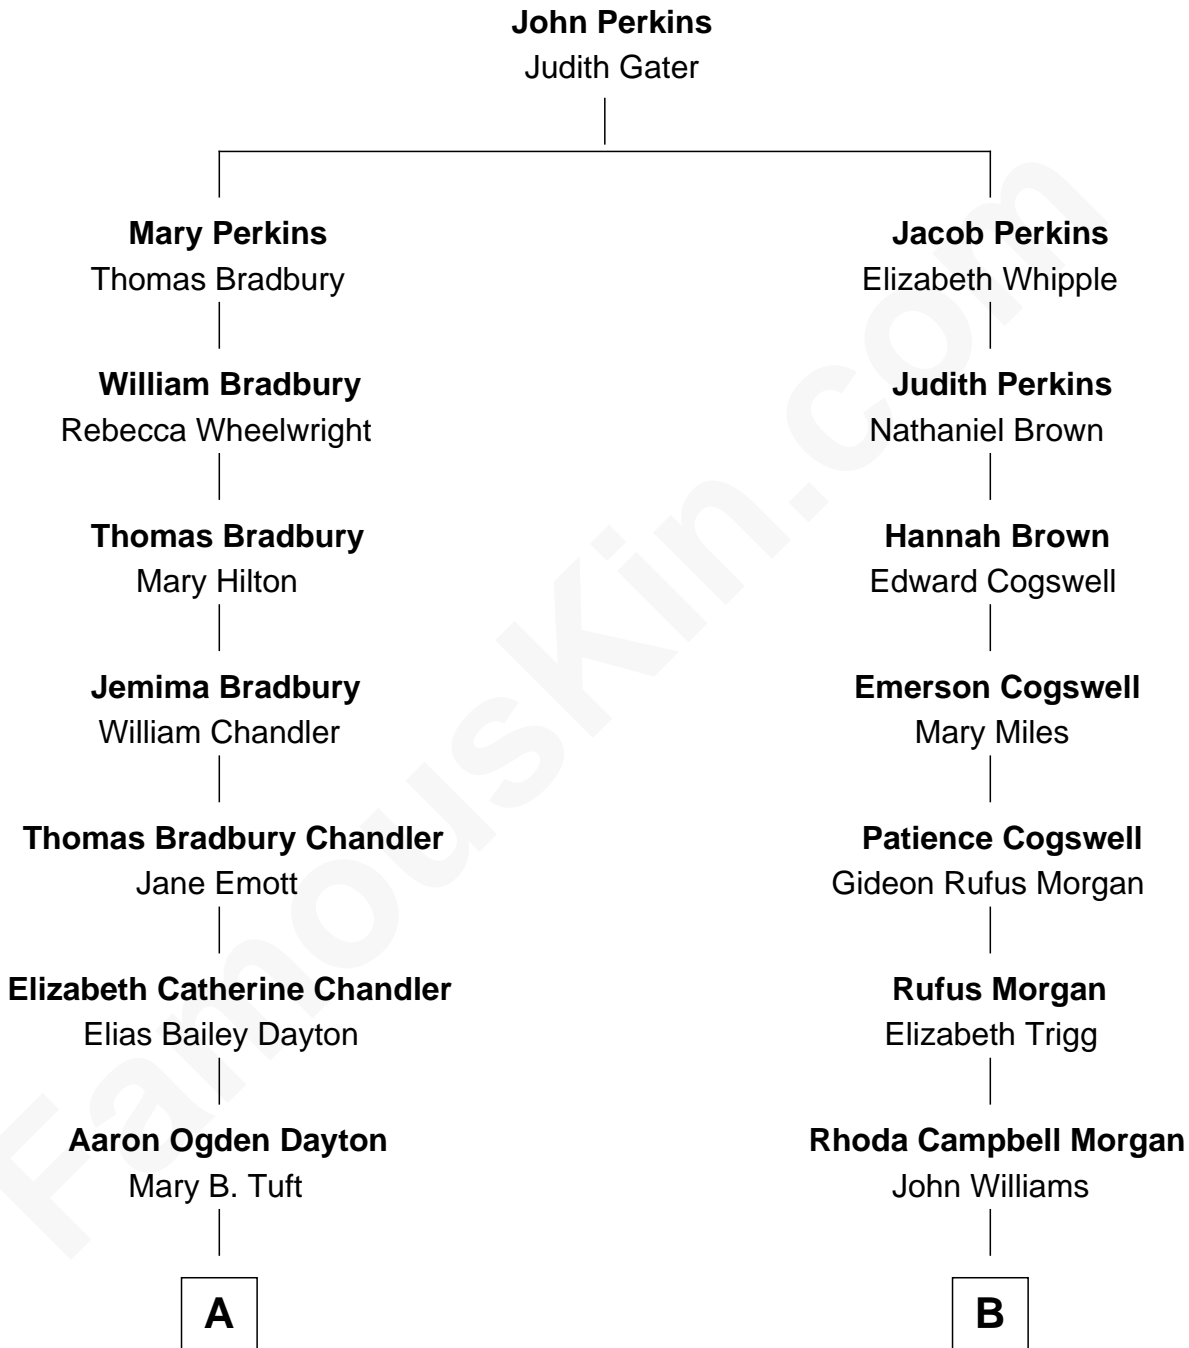 John Perkins
Judith Gater
Mary Perkins
Thomas Bradbury
Jacob Perkins
Elizabeth Whipple
William Bradbury
Rebecca Wheelwright
Judith Perkins
Nathaniel Brown
Thomas Bradbury
Mary Hilton
Hannah Brown
Edward Cogswell
Jemima Bradbury
William Chandler
Emerson Cogswell
Mary Miles
Thomas Bradbury Chandler
Jane Emott
Patience Cogswell
Gideon Rufus Morgan
Elizabeth Catherine Chandler
Elias Bailey Dayton
Rufus Morgan
Elizabeth Trigg
Aaron Ogden Dayton
Mary B. Tuft
Rhoda Campbell Morgan
John Williams
A
B
FamousKin.com